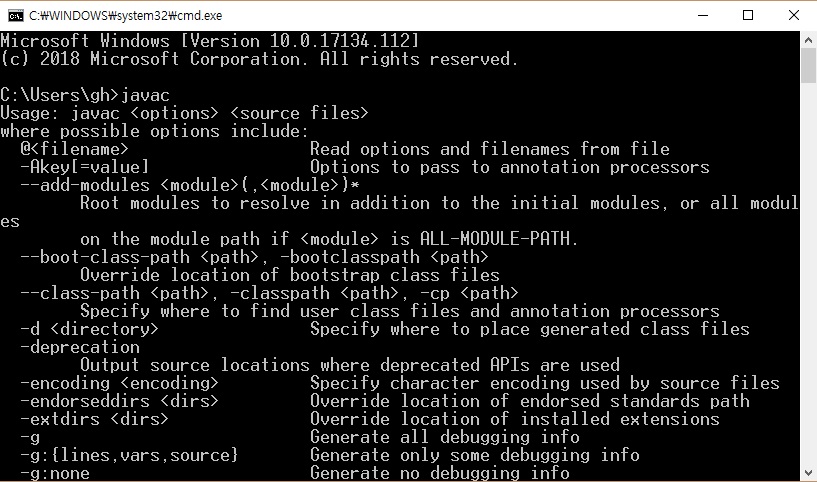 C:₩WINDOWS₩system32₩cmd.exe
Microsoft Windows [Version 10.0.17134.112]
(c) 2018 Microsoft Corporation. All rights reserved.
C:\Users\gh>javac
Usage: javac <options> <source files>
where possible options include:
  @<filename>                  Read options and filenames from file
  -Akey[=value]                Options to pass to annotation processors
  --add-modules <module>(,<module>)*
        Root modules to resolve in addition to the initial modules, or all modul
es
        on the module path if <module> is ALL-MODULE-PATH.
  --boot-class-path <path>, -bootclasspath <path>
        Override location of bootstrap class files
  --class-path <path>, -classpath <path>, -cp <path>
        Specify where to find user class files and annotation processors
  -d <directory>               Specify where to place generated class files
  -deprecation
        Output source locations where deprecated APIs are used
  -encoding <encoding>         Specify character encoding used by source files
  -endorseddirs <dirs>         Override location of endorsed standards path
  -extdirs <dirs>              Override location of installed extensions
  -g                           Generate all debugging info
  -g:{lines,vars,source}       Generate only some debugging info
  -g:none                      Generate no debugging info